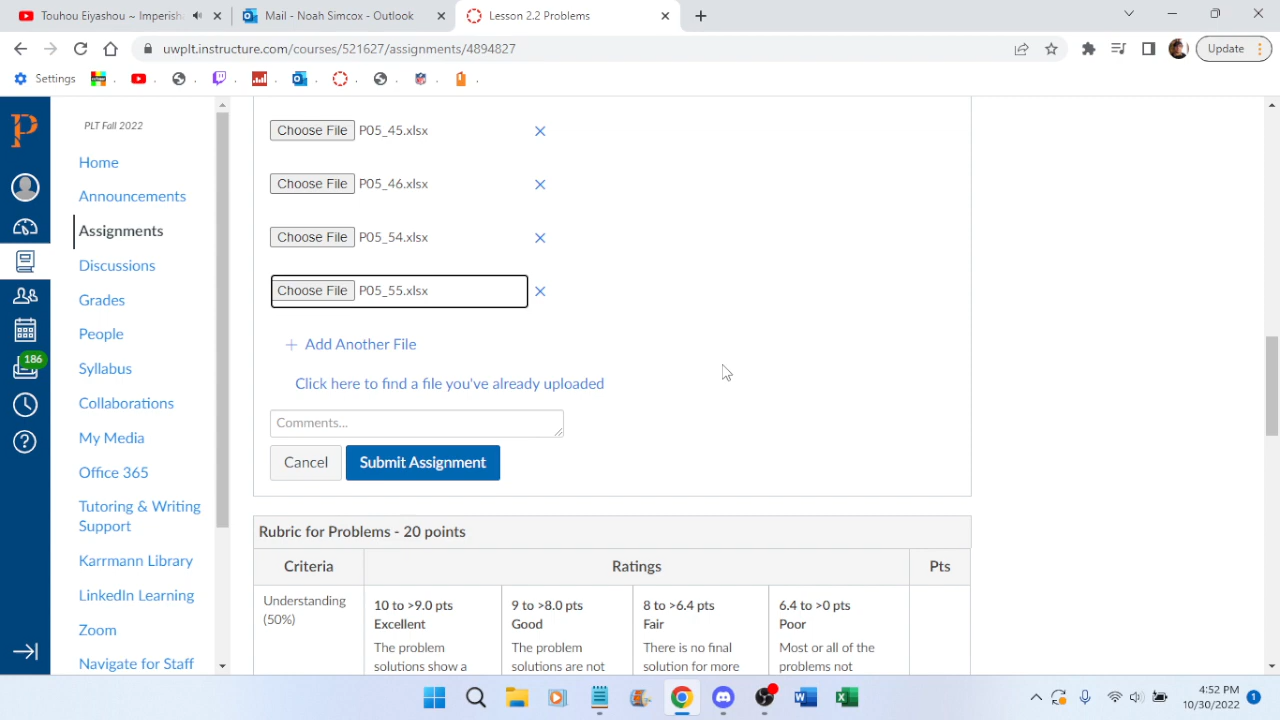 Touhou Eiyashou ~ Imperish
Mail - Noah Simcox - Outlook
Lesson 2.2 Problems
uwplt.instructure.com/courses/521627/assignments/4894827
Update
Settings
PLT Fall 2022
Home
Announcements
Assignments
Discussions
Grades
People
Syllabus
Collaborations
My Media
Office 365
Tutoring & Writing
Support
Karrmann Library
LinkedIn Learning
Zoom
Navigate for Staff
186
Choose File P05_45.xlsx
Choose File P05_46.xlsx
Choose File P05_54.xlsx
Choose File P05_55.xlsx
+ Add Another File
Click here to find a file you've already uploaded
Comments...
Cancel Submit Assignment
Rubric for Problems - 20 points
Criteria Ratings Pts
Understanding
(50%)
10 to >9.0 pts
Excellent
The problem
solutions show a
9 to >8.0 pts
Good
The problem
solutions are not
8 to >6.4 pts
Fair
There is no final
solution for more
6.4 to >0 pts
Poor
Most or all of the
problems not
4:52 PM
10/30/2022
1